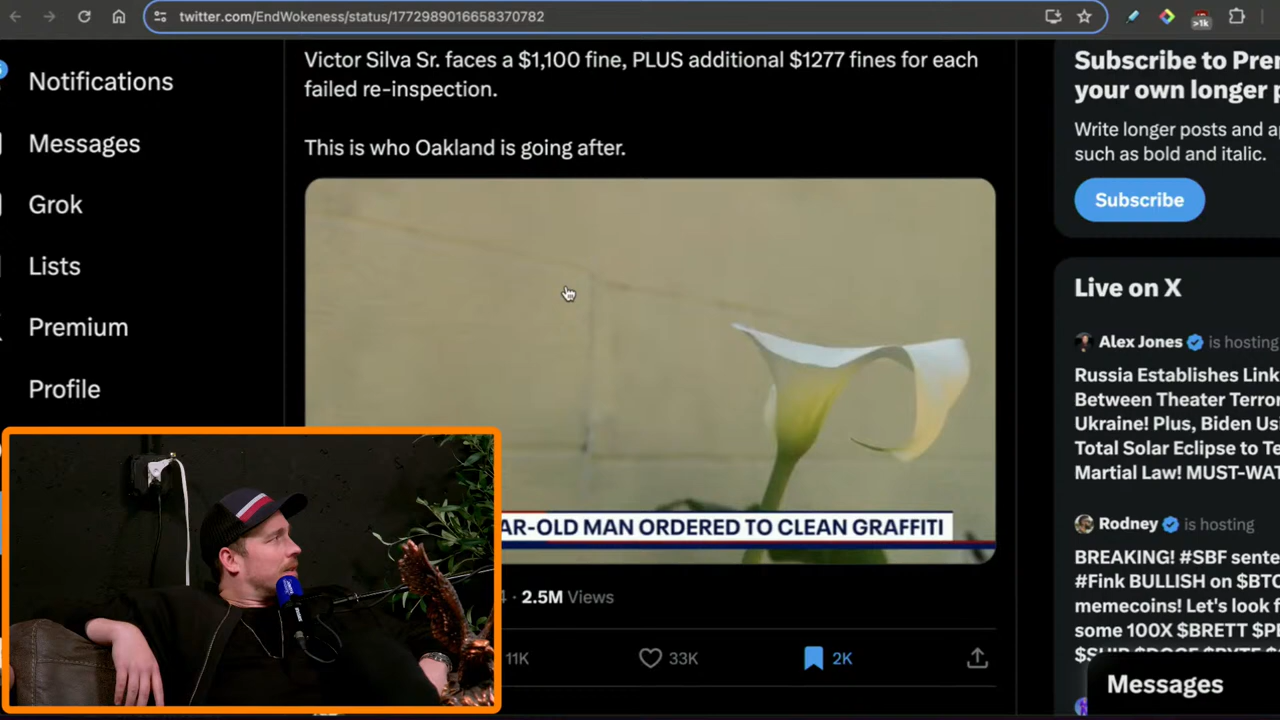 twitter.com/EndWokeness/status/1772989016658370782
>1k
Notifications
Messages
Grok
Lists
Premium
Profile
Victor Silva Sr. faces a $1,100 fine, PLUS additional $1277 fines for each
failed re-inspection.
This is who Oakland is going after.
AR-OLD MAN ORDERED TO CLEAN GRAFFITI
· 2.5M Views
11K
33K
2K
Subscribe to Prem
your own longer p
Write longer posts and ap
such as bold and italic.
Subscribe
Live on X
Alex Jones is hosting
Russia Establishes Link
Between Theater Terror
Ukraine! Plus, Biden Us
Total Solar Eclipse to Te
Martial Law! MUST-WA
Rodney is hosting
BREAKING! #SBF sente
#Fink BULLISH on $BTC
memecoins! Let's look f
some 100X $BRETT $PE
Messages